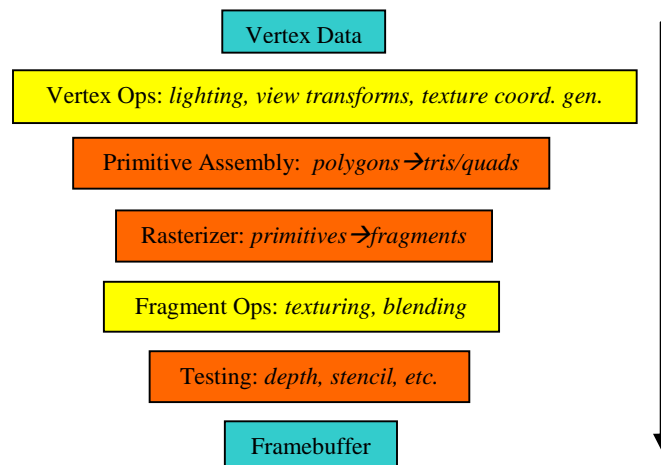 Vertex Data
Vertex Ops: lighting, view transforms, texture coord. gen.
Primitive Assembly: polygons→tris/quads
Rasterizer: primitives→fragments
Fragment Ops: texturing, blending
Testing: depth, stencil, etc.
Framebuffer